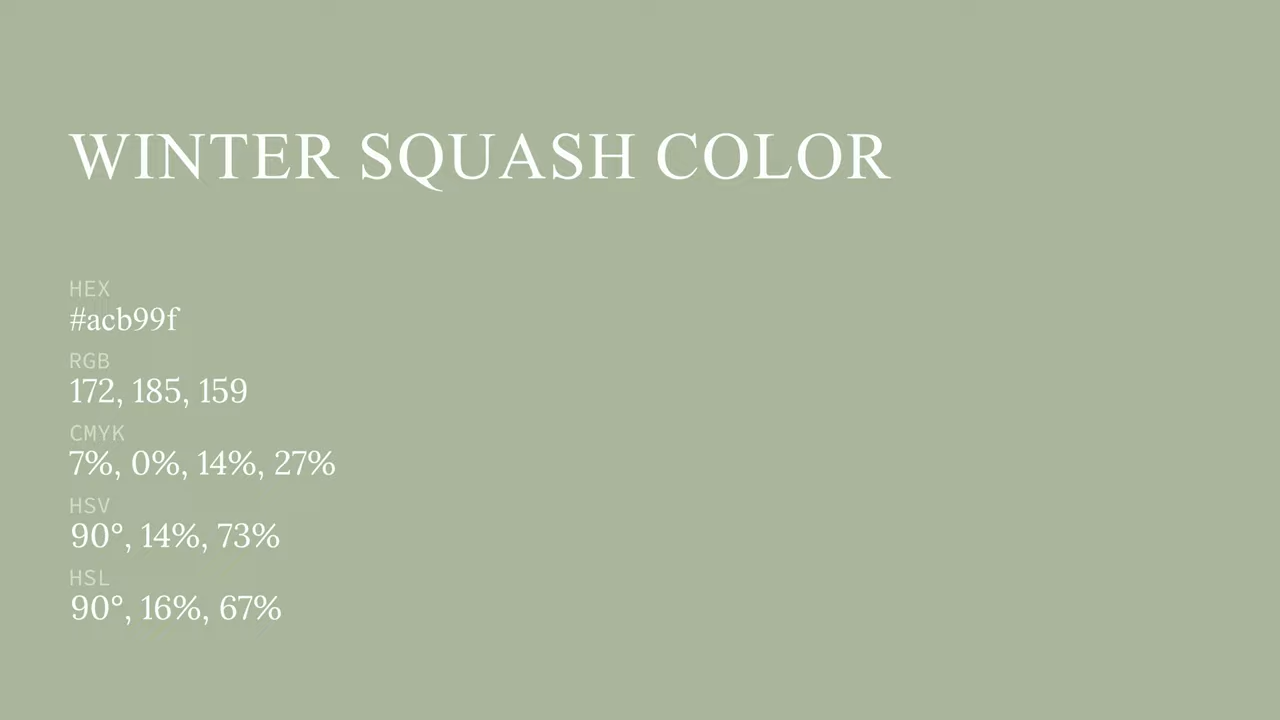 WINTER SQUASH COLOR
HEX
#acb99f
RGB
172, 185, 159
CMYK
7%, 0%, 14%, 27%
HSV
90°, 14%, 73%
HSL
90°, 16%, 67%